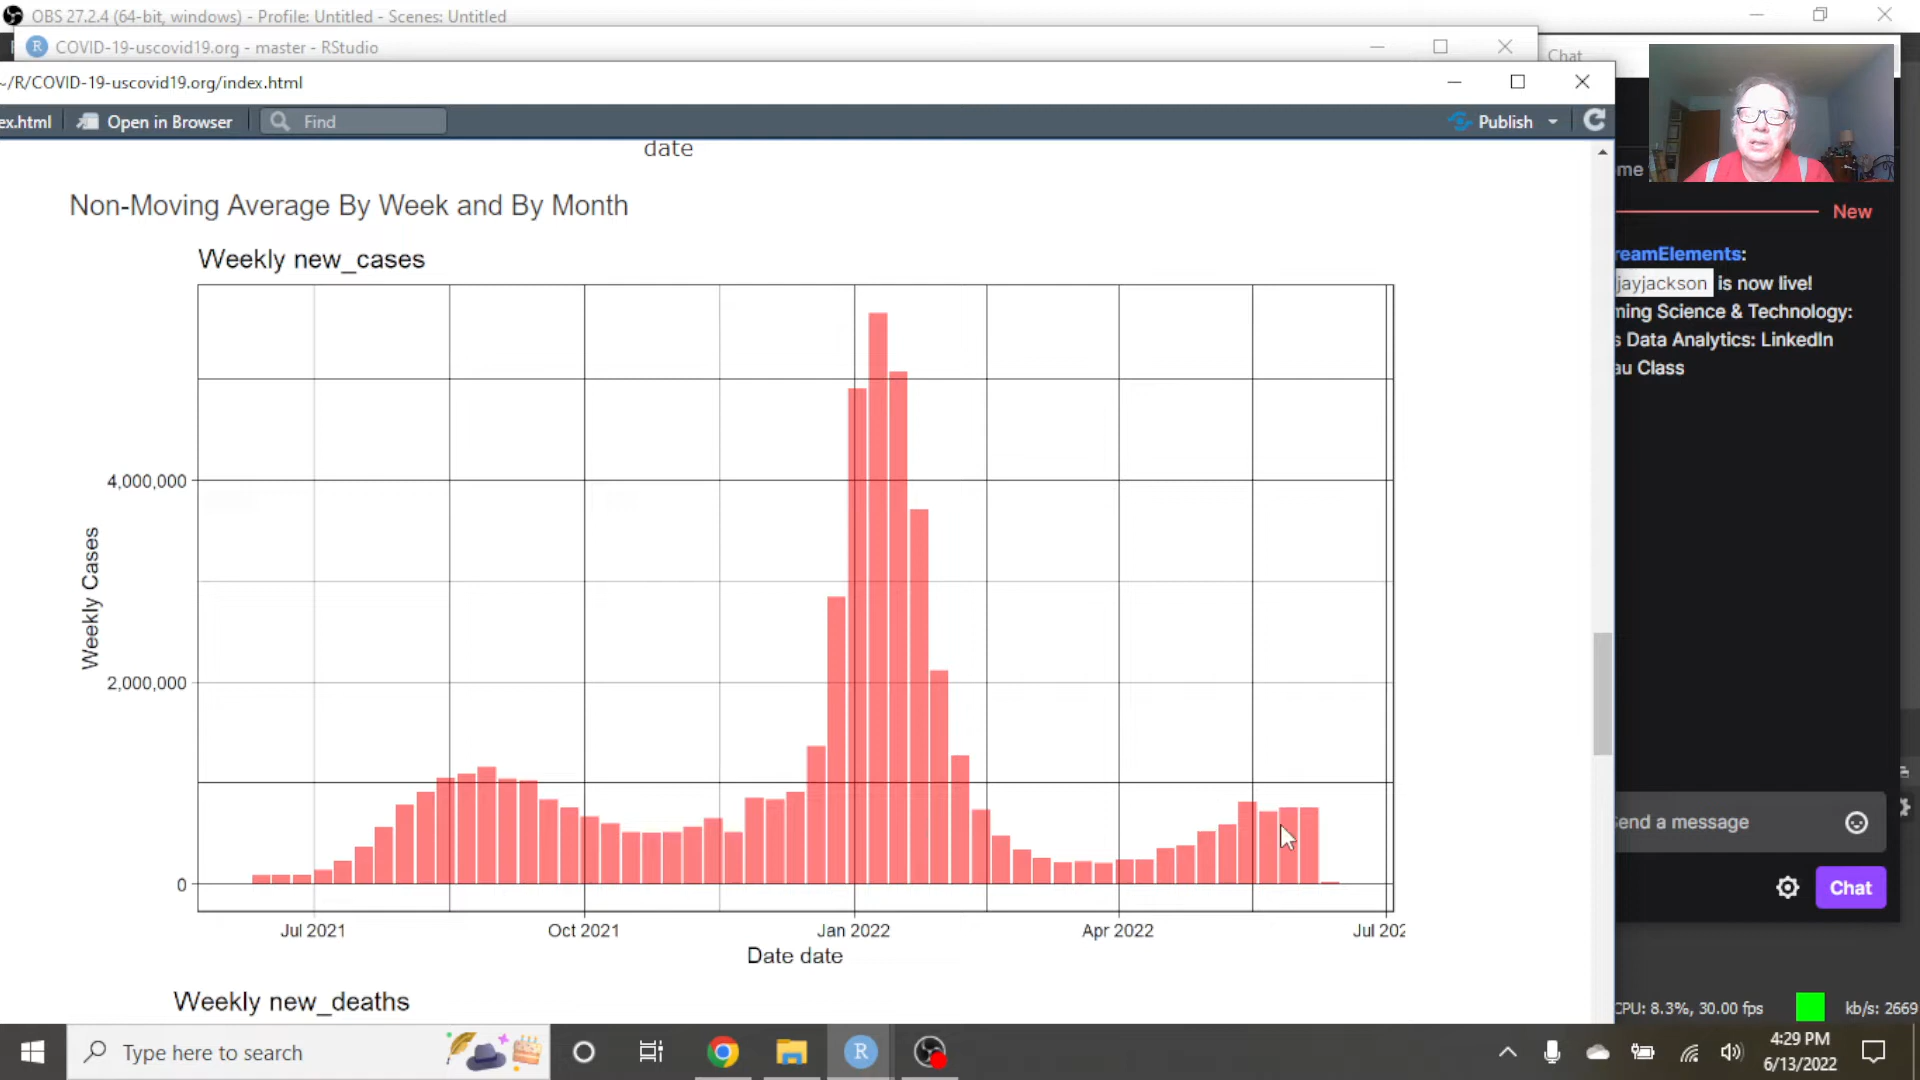 OBS 27.2.4 (64-bit, windows) - Profile: Untitled - Scenes: Untitled
R COVID-19-uscovid19.org - master - RStudio
Chat
~/R/COVID-19-uscovid19.org/index.html
ex.html Open in Browser Find Publish
date
me
New
Non-Moving Average By Week and By Month
Weekly new_cases
reamElements:
jayjackson is now live!
ming Science & Technology:
s Data Analytics: LinkedIn
au Class
4,000,000
2,000,000
0
Weekly Cases
Jul 2021 Oct 2021 Jan 2022 Apr 2022 Jul 202
Date date
Send a message
Chat
Weekly new_deaths
CPU: 8.3%, 30.00 fps kb/s: 2669
Type here to search
R
4:29 PM
6/13/2022